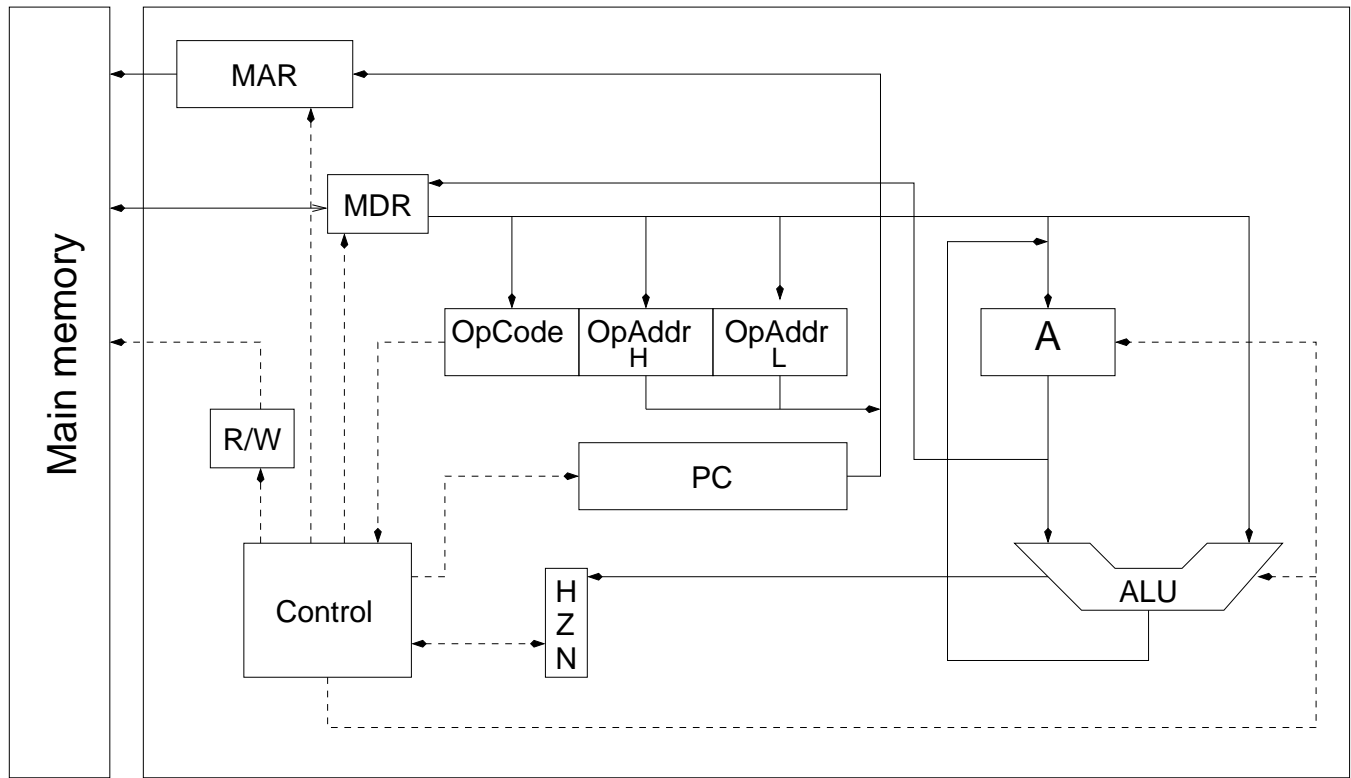 Main memory
MAR
MDR
OpCode
OpAddr
H
OpAddr
L
A
R/W
PC
Control
H
Z
N
ALU